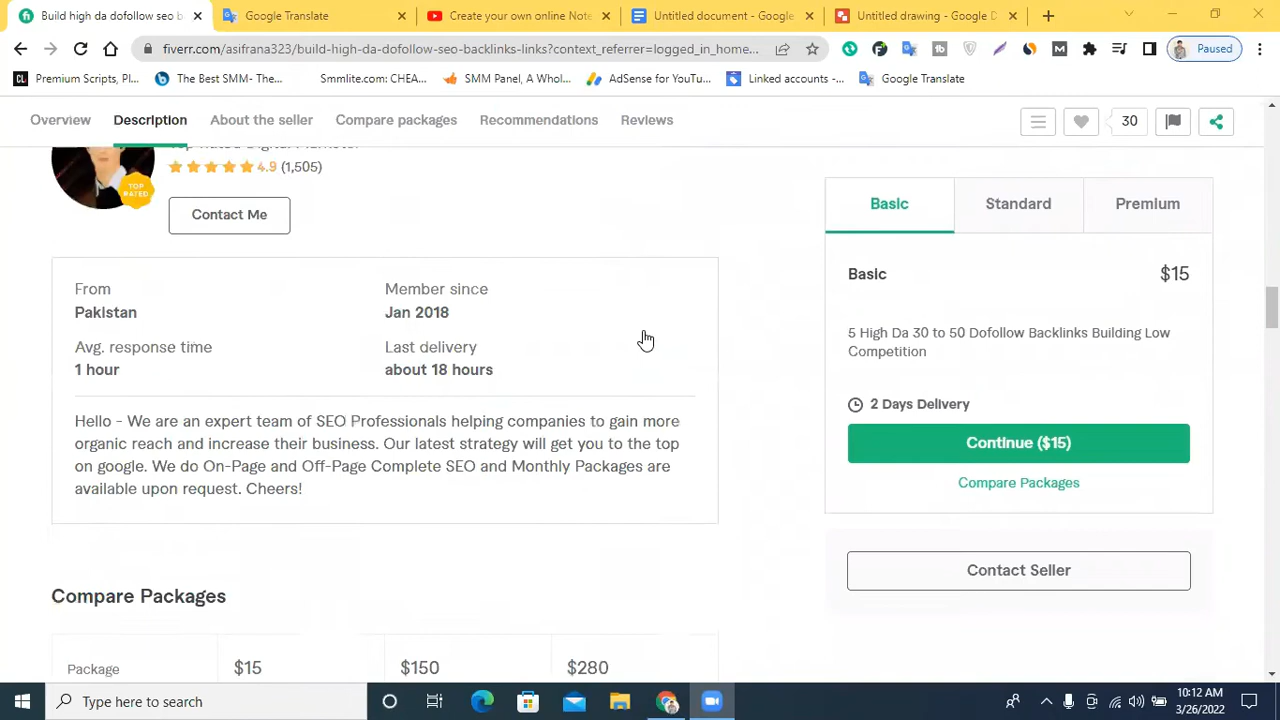 Build high da dofollow seo b
Google Translate
Create your own online Note
Untitled document - Google
Untitled drawing - Google D
fiverr.com/asifrana323/build-high-da-dofollow-seo-backlinks-links?context_referrer=logged_in_home...
Paused
Premium Scripts, Pl...
The Best SMM- The...
Smmlite.com: CHEA...
SMM Panel, A Whol...
AdSense for YouTu...
Linked accounts -...
Google Translate
Overview
Description
About the seller
Compare packages
Recommendations
Reviews
30
4.9 (1,505)
TOP
RATED
Contact Me
From
Pakistan
Member since
Jan 2018
Avg. response time
1 hour
Last delivery
about 18 hours
Hello - We are an expert team of SEO Professionals helping companies to gain more
organic reach and increase their business. Our latest strategy will get you to the top
on google. We do On-Page and Off-Page Complete SEO and Monthly Packages are
available upon request. Cheers!
Compare Packages
Package
$15
$150
$280
Basic
Standard
Premium
Basic
$15
5 High Da 30 to 50 Dofollow Backlinks Building Low
Competition
2 Days Delivery
Continue ($15)
Compare Packages
Contact Seller
Type here to search
10:12 AM
3/26/2022